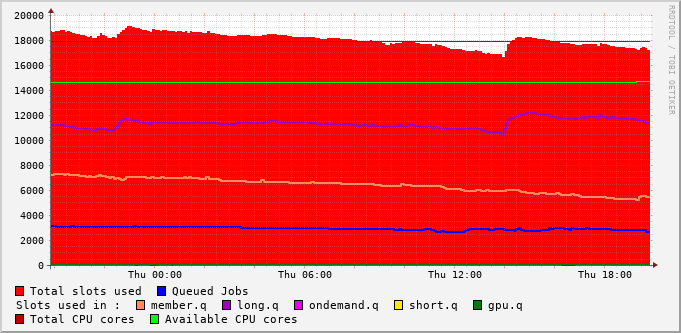 20000
18000
16000
14000
12000
10000
8000
6000
4000
2000
0
Thu 00:00 Thu 06:00 Thu 12:00 Thu 18:00
RRDTOOL / TOBI OETIKER
Total slots used Queued Jobs
Slots used in : member.q long.q ondemand.q short.q gpu.q
Total CPU cores Available CPU cores